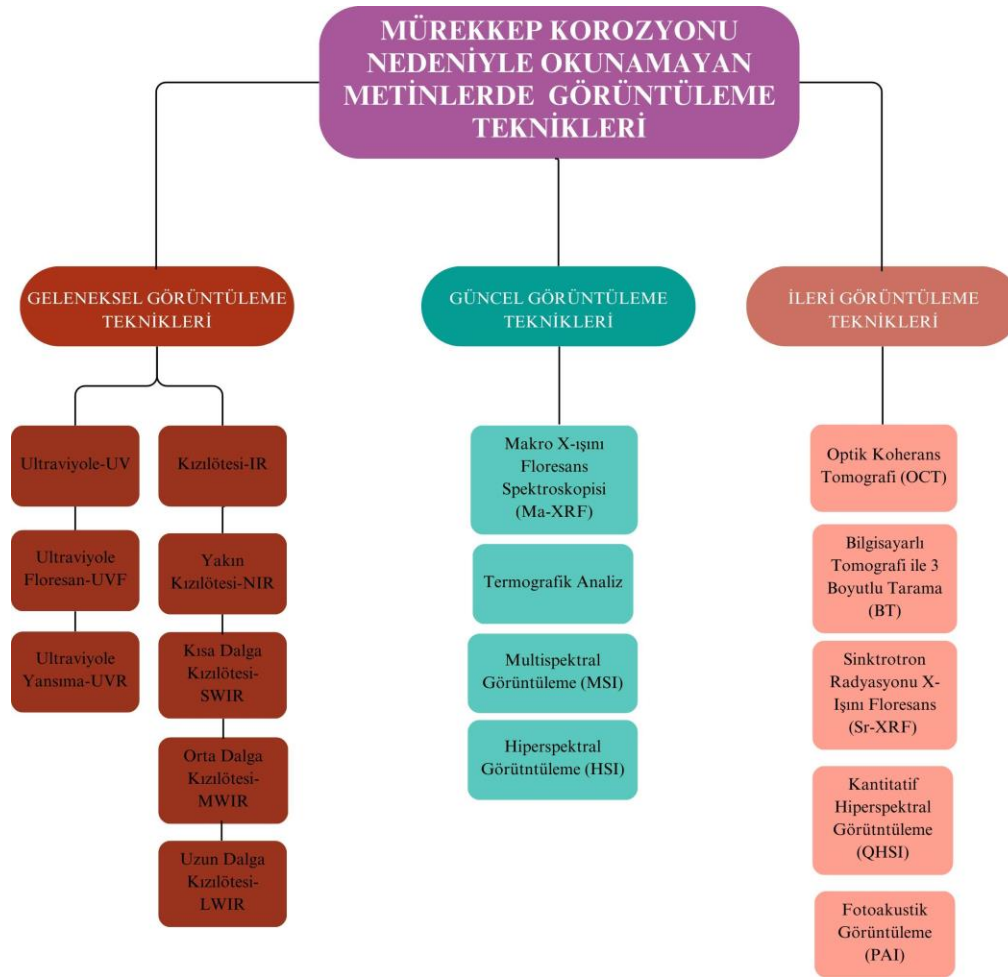 MÜREKKEP KOROZYONU
NEDENİYLE OKUNAMAYAN
METİNLERDE GÖRÜNTÜLEME
TEKNİKLERİ
GELENEKSEL GÖRÜNTÜLEME
TEKNİKLERİ
Ultraviyole-UV
Ultraviyole
Floresan-UVF
Ultraviyole
Yansıma-UVR
Kızılötesi-IR
Yakın
Kızılötesi-NIR
Kısa Dalga
Kızılötesi-
SWIR
Orta Dalga
Kızılötesi-
MWIR
Uzun Dalga
Kızılötesi-
LWIR
GÜNCEL GÖRÜNTÜLEME
TEKNİKLERİ
Makro X-ışını
Floresans
Spektroskopisi
(Ma-XRF)
Termografik Analiz
Multispektral
Görüntüleme (MSI)
Hiperspektral
Görütntüleme (HSI)
İLERİ GÖRÜNTÜLEME
TEKNİKLERİ
Optik Koherans
Tomografi (OCT)
Bilgisayarlı
Tomografi ile 3
Boyutlu Tarama
(BT)
Sinktrotron
Radyasyonu X-
Işını Floresans
(Sr-XRF)
Kantitatif
Hiperspektral
Görütntüleme
(QHSI)
Fotoakustik
Görüntüleme
(PAI)